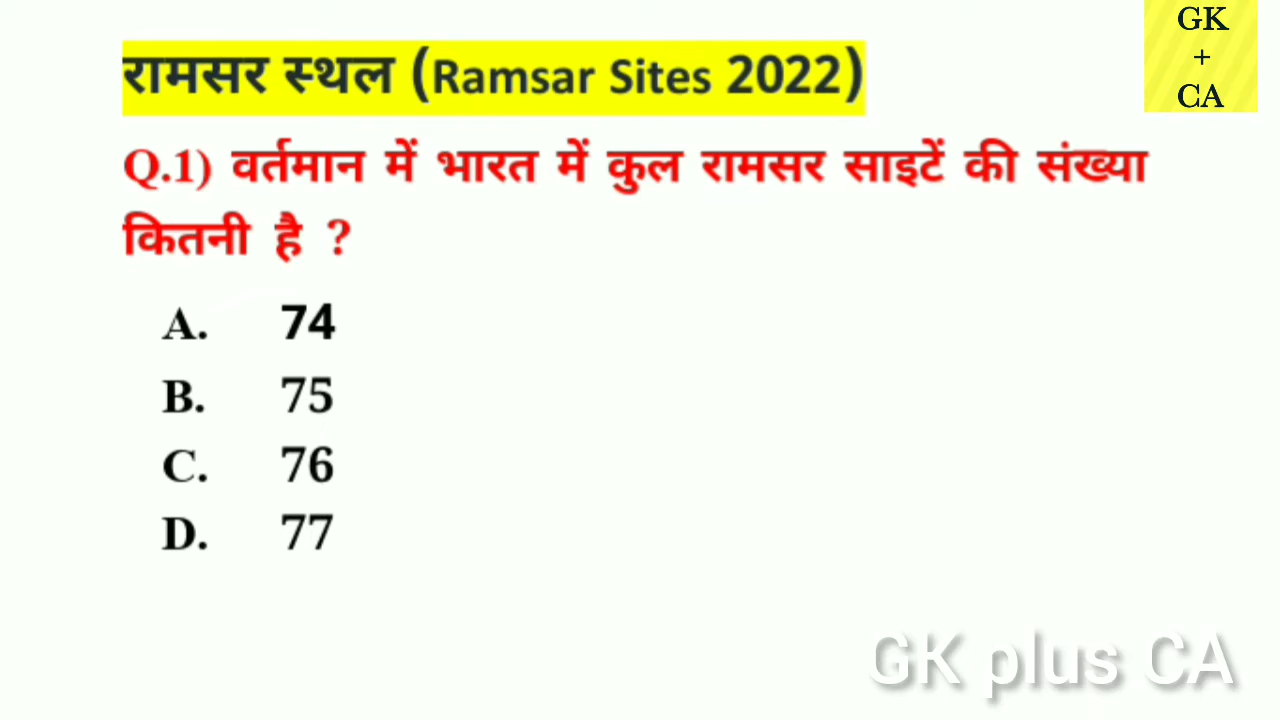 GK
+
CA
रामसर स्थल (Ramsar Sites 2022)
Q.1) वर्तमान में भारत में कुल रामसर साइटें की संख्या
कितनी है ?
A. 74
B. 75
C. 76
D. 77
GK plus CA